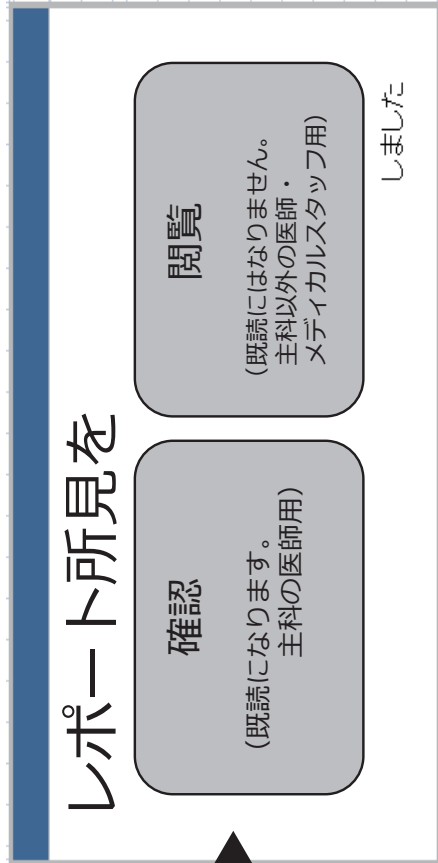 レポート所見を
確認
(既読になります。
主科の医師用)
閲覧
(既読にはなりません。
主科以外の医師・
メディカルスタッフ用)
しました